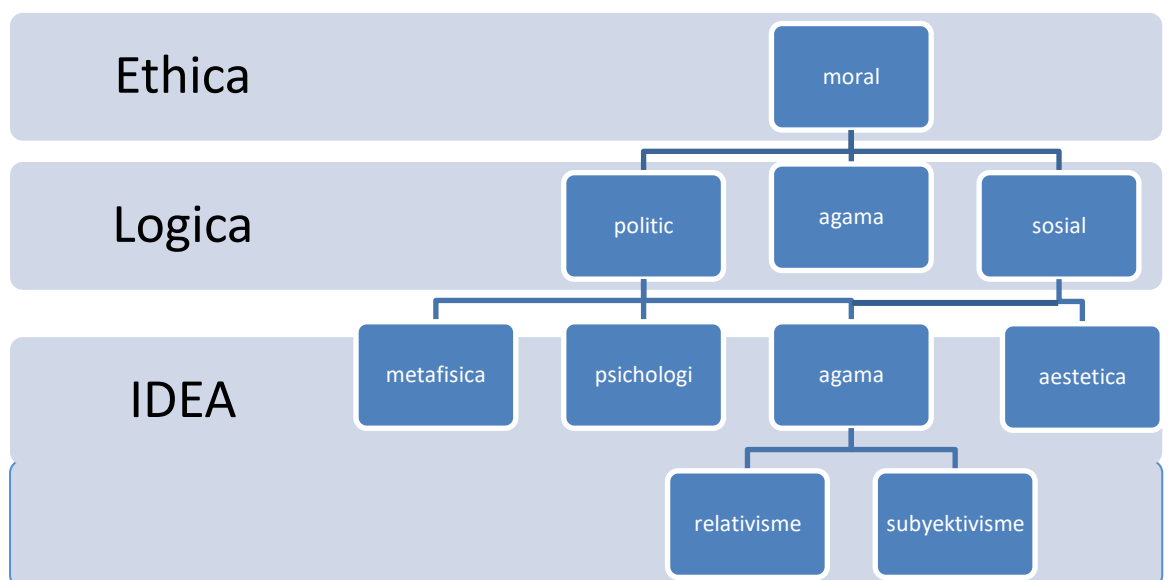 Ethica
moral
Logica
politic
agama
sosial
IDEA
metafisica
psichologi
agama
aestetica
relativisme
subyektivisme